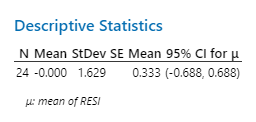 Descriptive Statistics
N Mean StDev SE Mean 95% CI for μ
24 -0.000 1.629 0.333 (-0.688, 0.688)
μ: mean of RESI